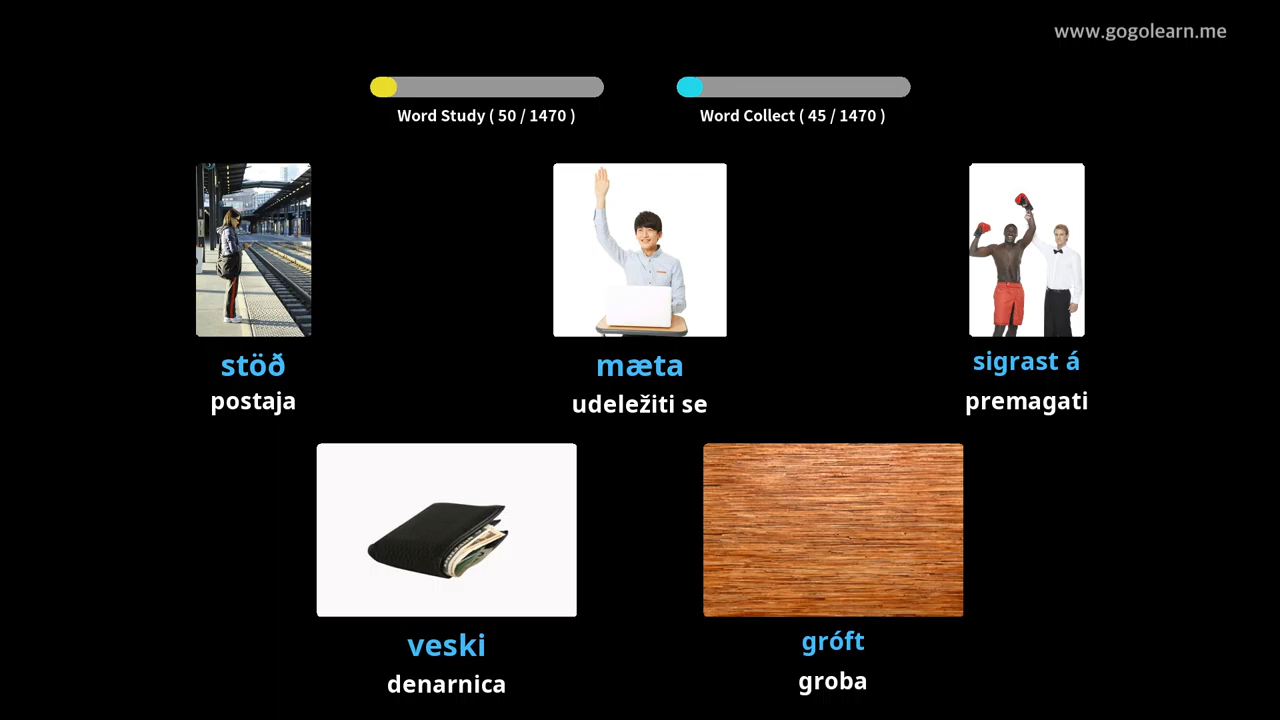 www.gogolearn.me
Word Study ( 50 / 1470 )
Word Collect ( 45 / 1470 )
stöð
mæta
sigrast á
postaja
udeležiti se
premagati
veski
gróft
denarnica
groba